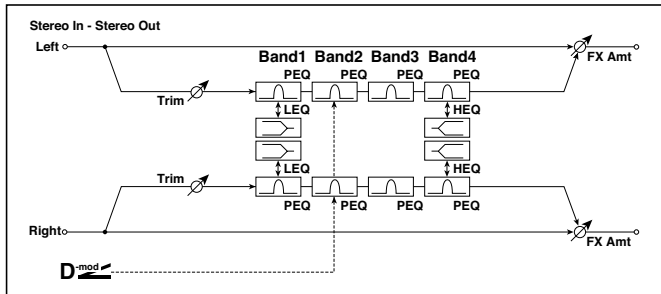 Stereo In - Stereo Out
Left
FX Amt
Band1 Band2 Band3 Band4
PEQ PEQ PEQ PEQ
Trim
LEQ HEQ
LEQ HEQ
Trim
PEQ PEQ PEQ PEQ
Right
FX Amt
D-mod